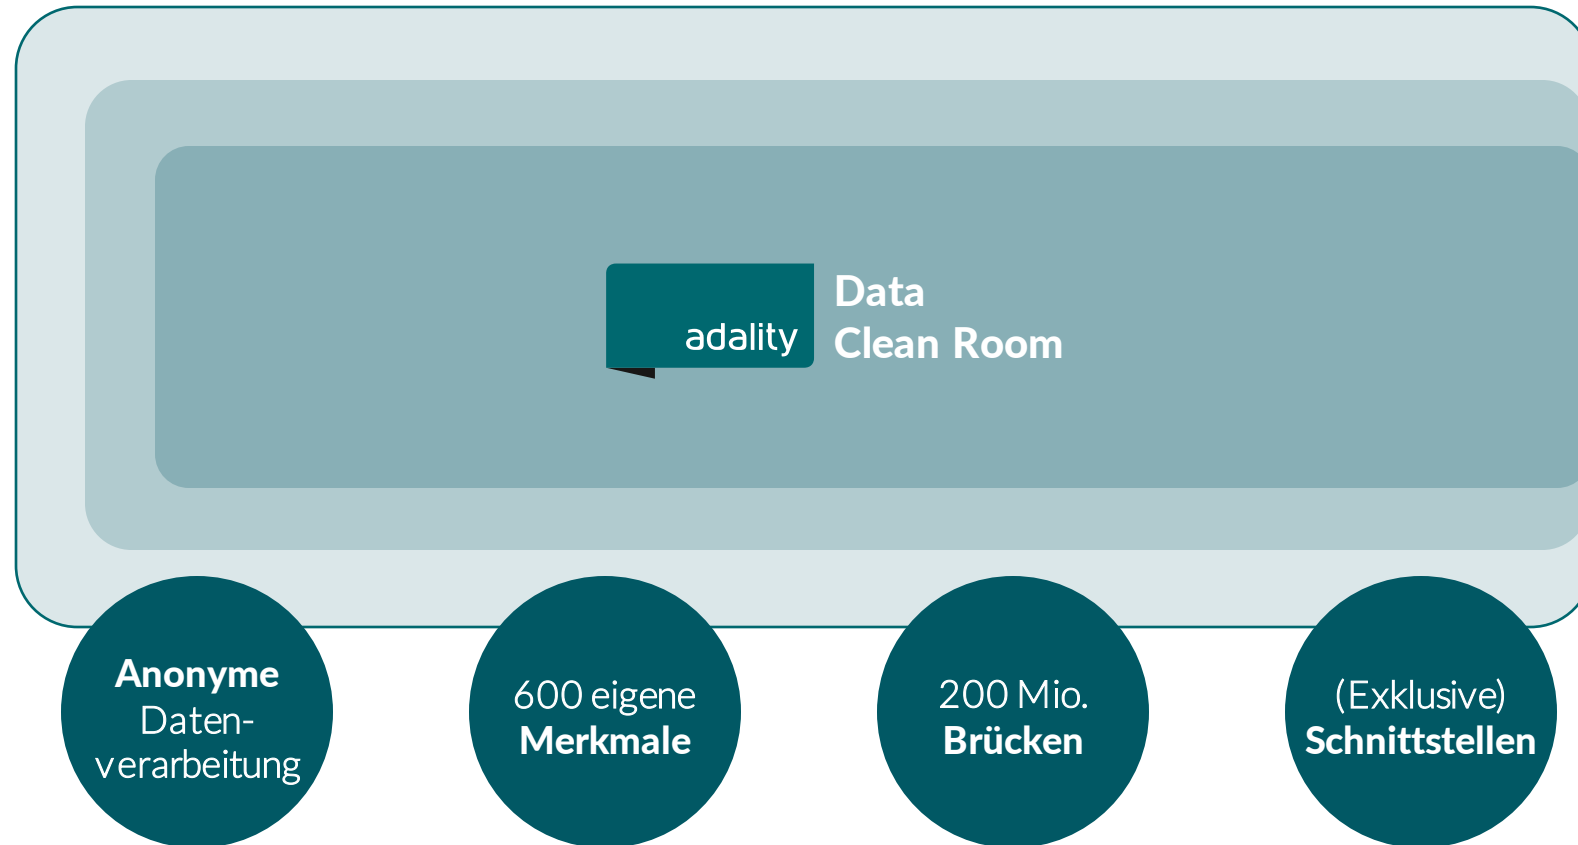 adality
Data
Clean Room
Anonyme
Daten-
verarbeitung
600 eigene
Merkmale
200 Mio.
Brücken
(Exklusive)
Schnittstellen